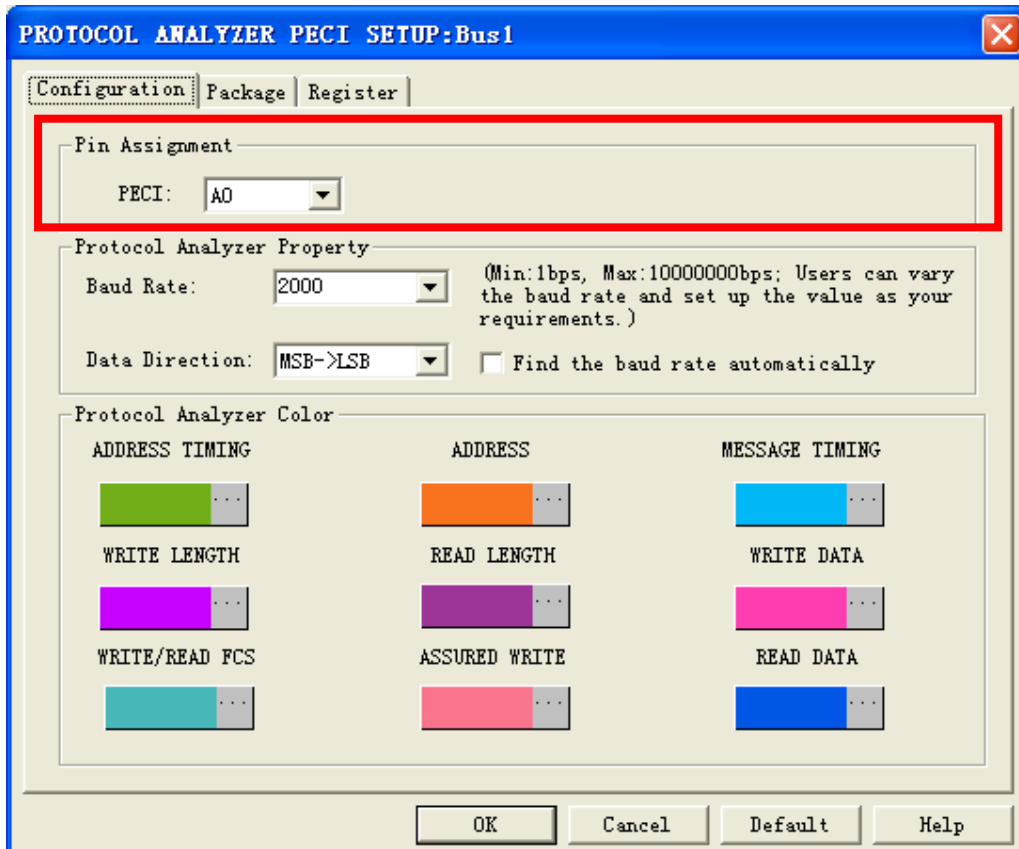 PROTOCOL ANALYZER PECI SETUP:Bus1
Configuration Package Register
Pin Assignment
PECI: A0
Protocol Analyzer Property
Baud Rate: 2000
(Min:1bps, Max:10000000bps; Users can vary
the baud rate and set up the value as your
requirements.)
Data Direction: MSB->LSB Find the baud rate automatically
Protocol Analyzer Color
ADDRESS TIMING ADDRESS MESSAGE TIMING
... ... ...
WRITE LENGTH READ LENGTH WRITE DATA
... ... ...
WRITE/READ FCS ASSURED WRITE READ DATA
... ... ...
OK Cancel Default Help